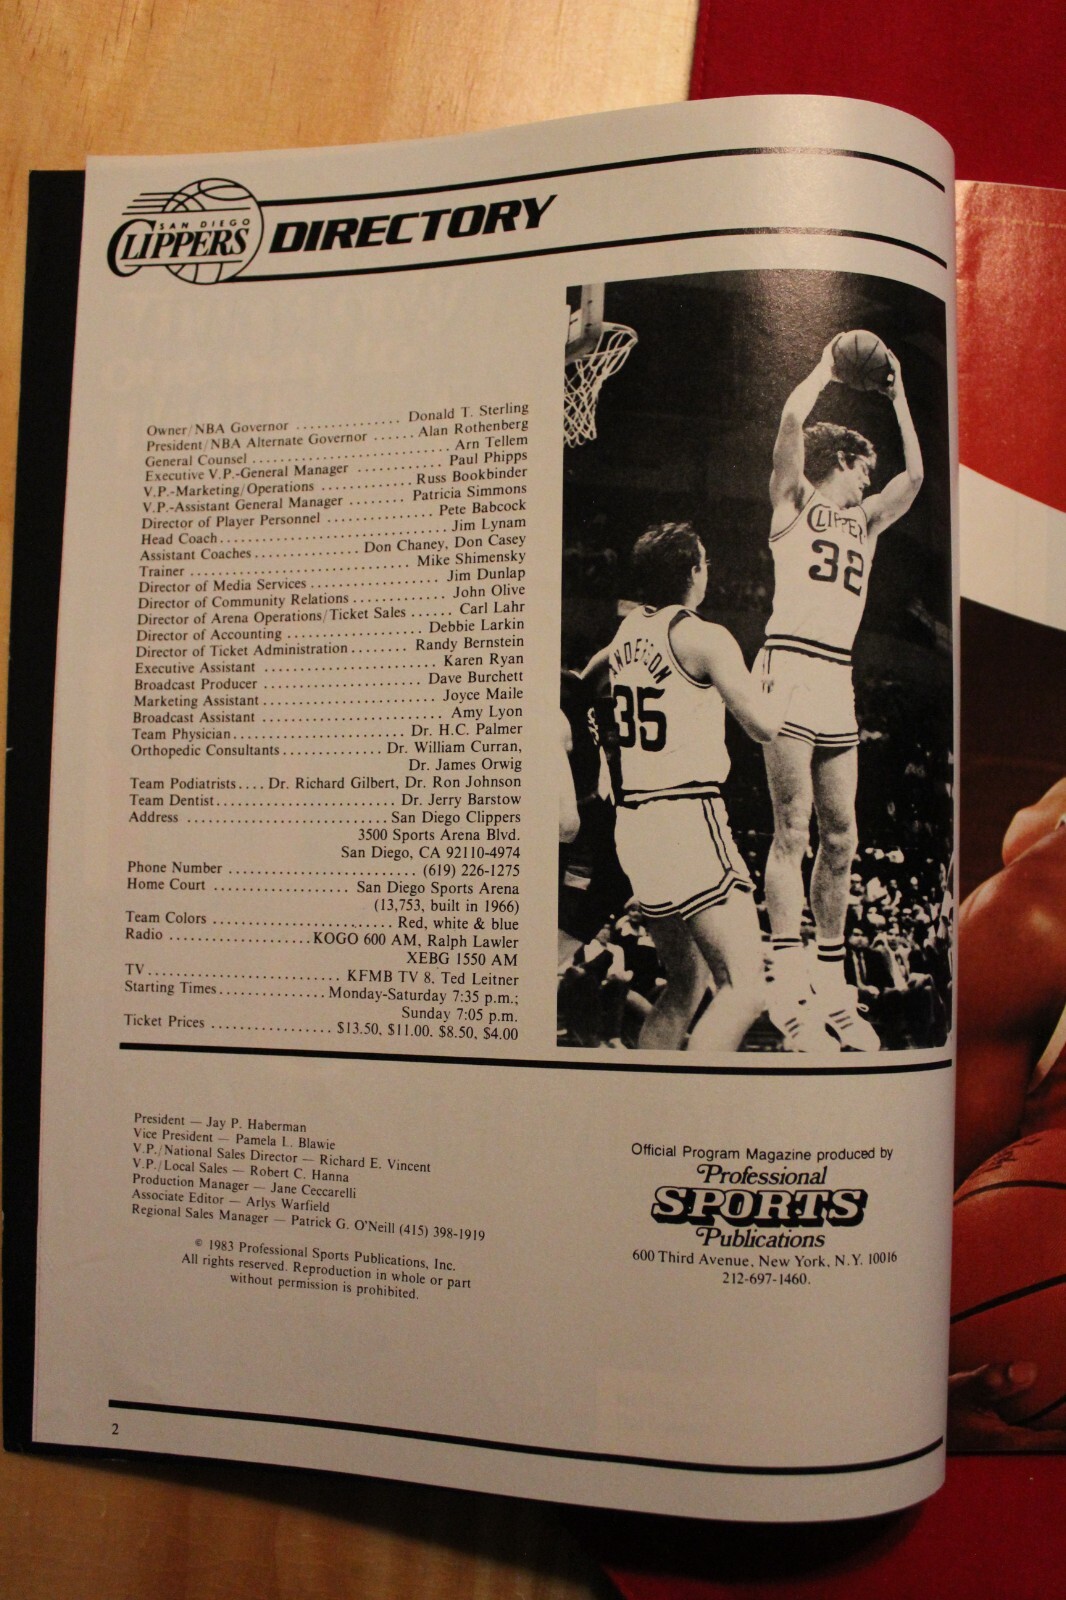 SAN DIEGO
CLIPPERS
DIRECTORY
Owner/NBA Governor .............. Donald T. Sterling
President/NBA Alternate Governor ...... Alan Rothenberg
General Counsel ........................... Arn Tellem
Executive V.P.-General Manager ............ Paul Phipps
V.P.-Marketing/Operations ............. Russ Bookbinder
V.P.-Assistant General Manager ........ Patricia Simmons
Director of Player Personnel ............... Pete Babcock
Head Coach.................................. Jim Lynam
Assistant Coaches.............. Don Chaney, Don Casey
Trainer ............................. Mike Shimensky
Director of Media Services ................. Jim Dunlap
Director of Community Relations ............ John Olive
Director of Arena Operations/Ticket Sales ...... Carl Lahr
Director of Accounting .................. Debbie Larkin
Director of Ticket Administration........ Randy Bernstein
Executive Assistant ...................... Karen Ryan
Broadcast Producer ..................... Dave Burchett
Marketing Assistant ...................... Joyce Maile
Broadcast Assistant ....................... Amy Lyon
Team Physician........................ Dr. H.C. Palmer
Orthopedic Consultants............. Dr. William Curran,
Dr. James Orwig
Team Podiatrists.... Dr. Richard Gilbert, Dr. Ron Johnson
Team Dentist........................ Dr. Jerry Barstow
Address ........................... San Diego Clippers
3500 Sports Arena Blvd.
San Diego, CA 92110-4974
Phone Number ......................... (619) 226-1275
Home Court ................. San Diego Sports Arena
(13,753, built in 1966)
Team Colors ........................ Red, white & blue
Radio ...................KOGO 600 AM, Ralph Lawler
XEBG 1550 AM
TV.......................... KFMB TV 8, Ted Leitner
Starting Times.............. Monday-Saturday 7:35 p.m.;
Sunday 7:05 p.m.
Ticket Prices ................ $13.50, $11.00, $8.50, $4.00
CLIPPER
32
ANDERSON
35
President — Jay P. Haberman
Vice President — Pamela L. Blawie
V.P./National Sales Director — Richard E. Vincent
V.P./Local Sales — Robert C. Hanna
Production Manager — Jane Ceccarelli
Associate Editor — Arlys Warfield
Regional Sales Manager — Patrick G. O'Neill (415) 398-1919
© 1983 Professional Sports Publications, Inc.
All rights reserved. Reproduction in whole or part
without permission is prohibited.
Official Program Magazine produced by
Professional
SPORTS
Publications
600 Third Avenue, New York, N.Y. 10016
212-697-1460.
2